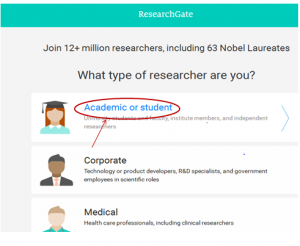 ResearchGate
Join 12+ million researchers, including 63 Nobel Laureates
What type of researcher are you?
Academic or student
University students and faculty, institute members, and independent
researchers
Corporate
Technology or product developers, R&D specialists, and government
employees in scientific roles
Medical
Health care professionals, including clinical researchers